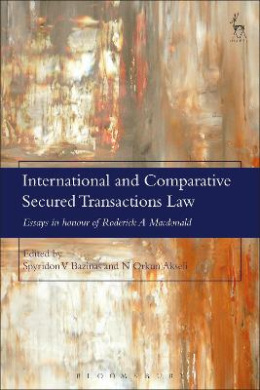 International and Comparative
Secured Transactions Law
Essays in honour of Roderick A Macdonald
Edited by
Spyridon V Bazinas and N Orkun Akseli
BLOOMSBURY